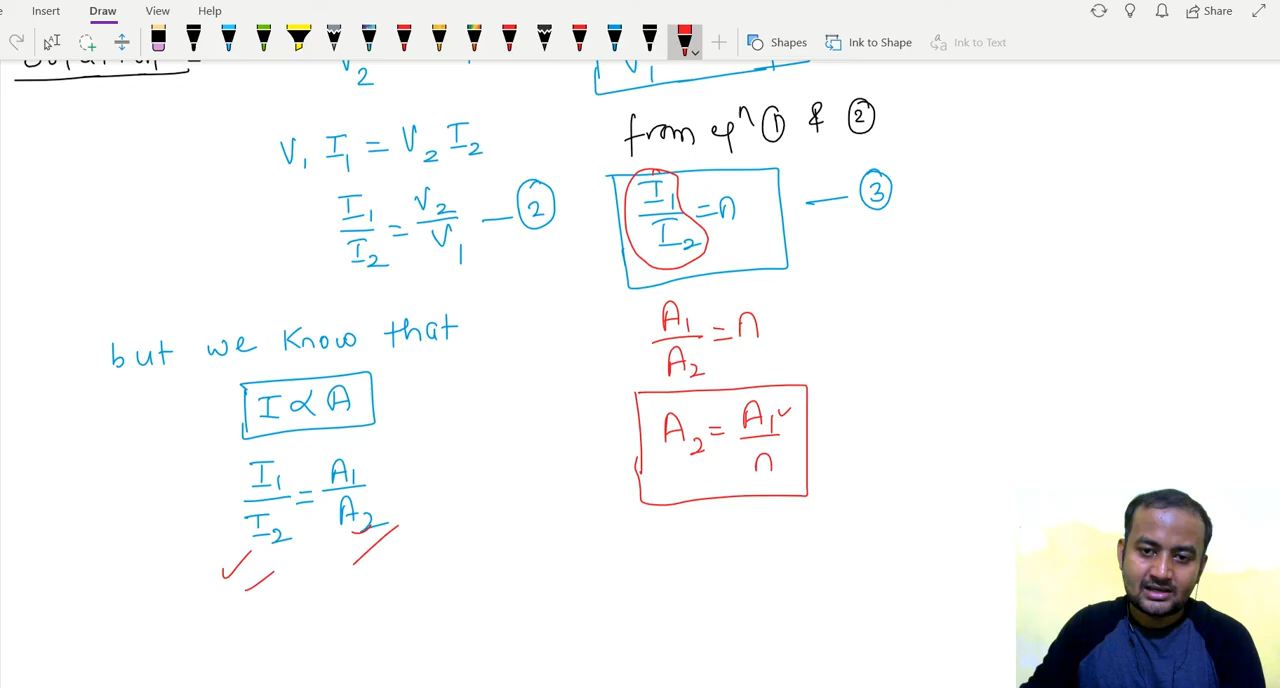 Insert Draw View Help
Share
Shapes Ink to Shape Ink to Text
V2
V1
V1 I1 = V2 I2
I1/I2 = V2/V1 — ②
but we know that
I ∝ A
I1/I2 = A1/A2
from eqn ① & ②
I1/I2 = n — ③
A1/A2 = n
A2 = A1/n